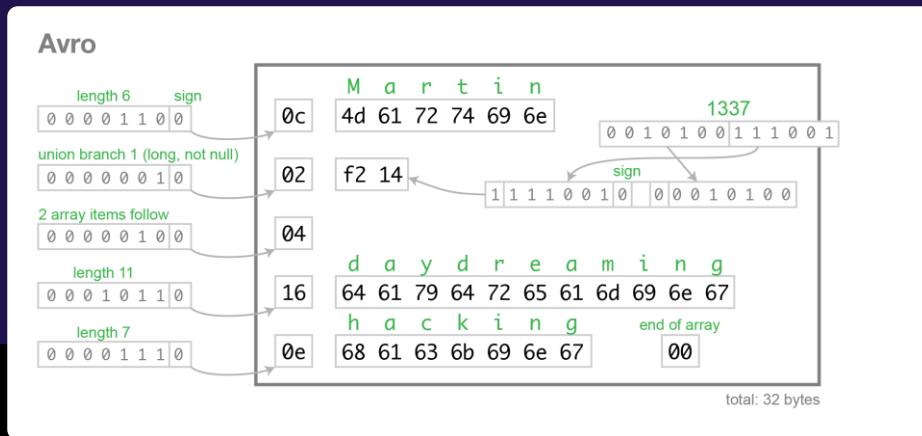 Avro
length 6 sign
0 0 0 0 1 1 0 0
0c
M a r t i n
4d 61 72 74 69 6e
1337
0 0 1 0 1 0 0 1 1 1 0 0 1
union branch 1 (long, not null)
0 0 0 0 0 0 1 0
02
f2 14
sign
1 1 1 1 0 0 1 0 0 0 0 1 0 1 0 0
2 array items follow
0 0 0 0 0 1 0 0
04
length 11
0 0 0 1 0 1 1 0
16
d a y d r e a m i n g
64 61 79 64 72 65 61 6d 69 6e 67
length 7
0 0 0 0 1 1 1 0
0e
h a c k i n g
68 61 63 6b 69 6e 67
end of array
00
total: 32 bytes